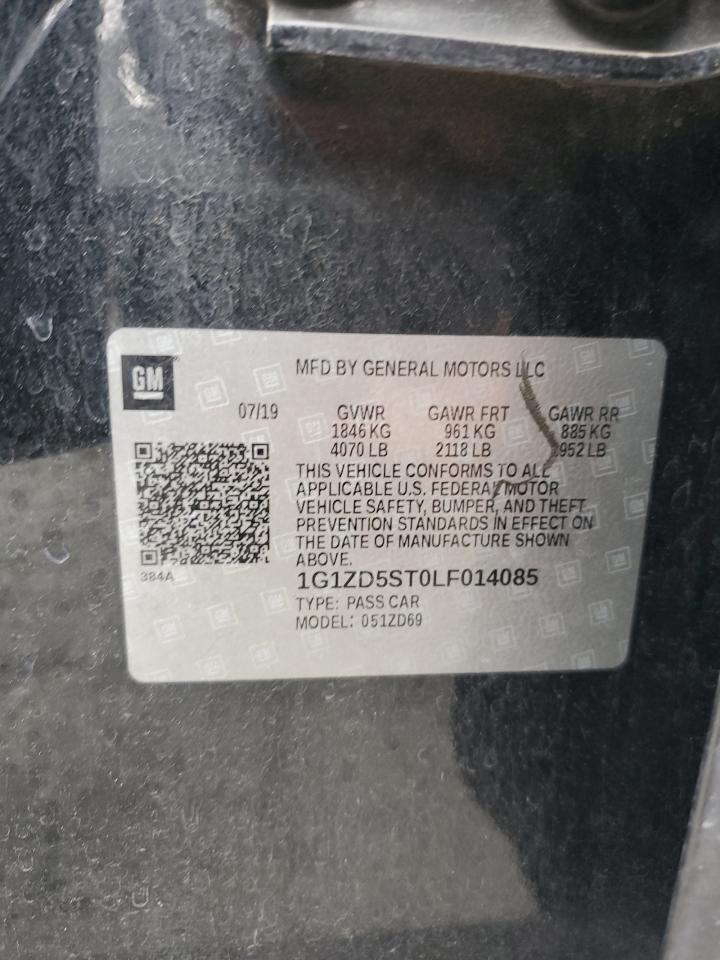 GM
MFD BY GENERAL MOTORS LLC
07/19 GVWR GAWR FRT GAWR RR
1846 KG 961 KG 885 KG
4070 LB 2118 LB 1952 LB
THIS VEHICLE CONFORMS TO ALL
APPLICABLE U.S. FEDERAL MOTOR
VEHICLE SAFETY, BUMPER, AND THEFT
PREVENTION STANDARDS IN EFFECT ON
THE DATE OF MANUFACTURE SHOWN
ABOVE.
384A
1G1ZD5ST0LF014085
TYPE: PASS CAR
MODEL: 051ZD69